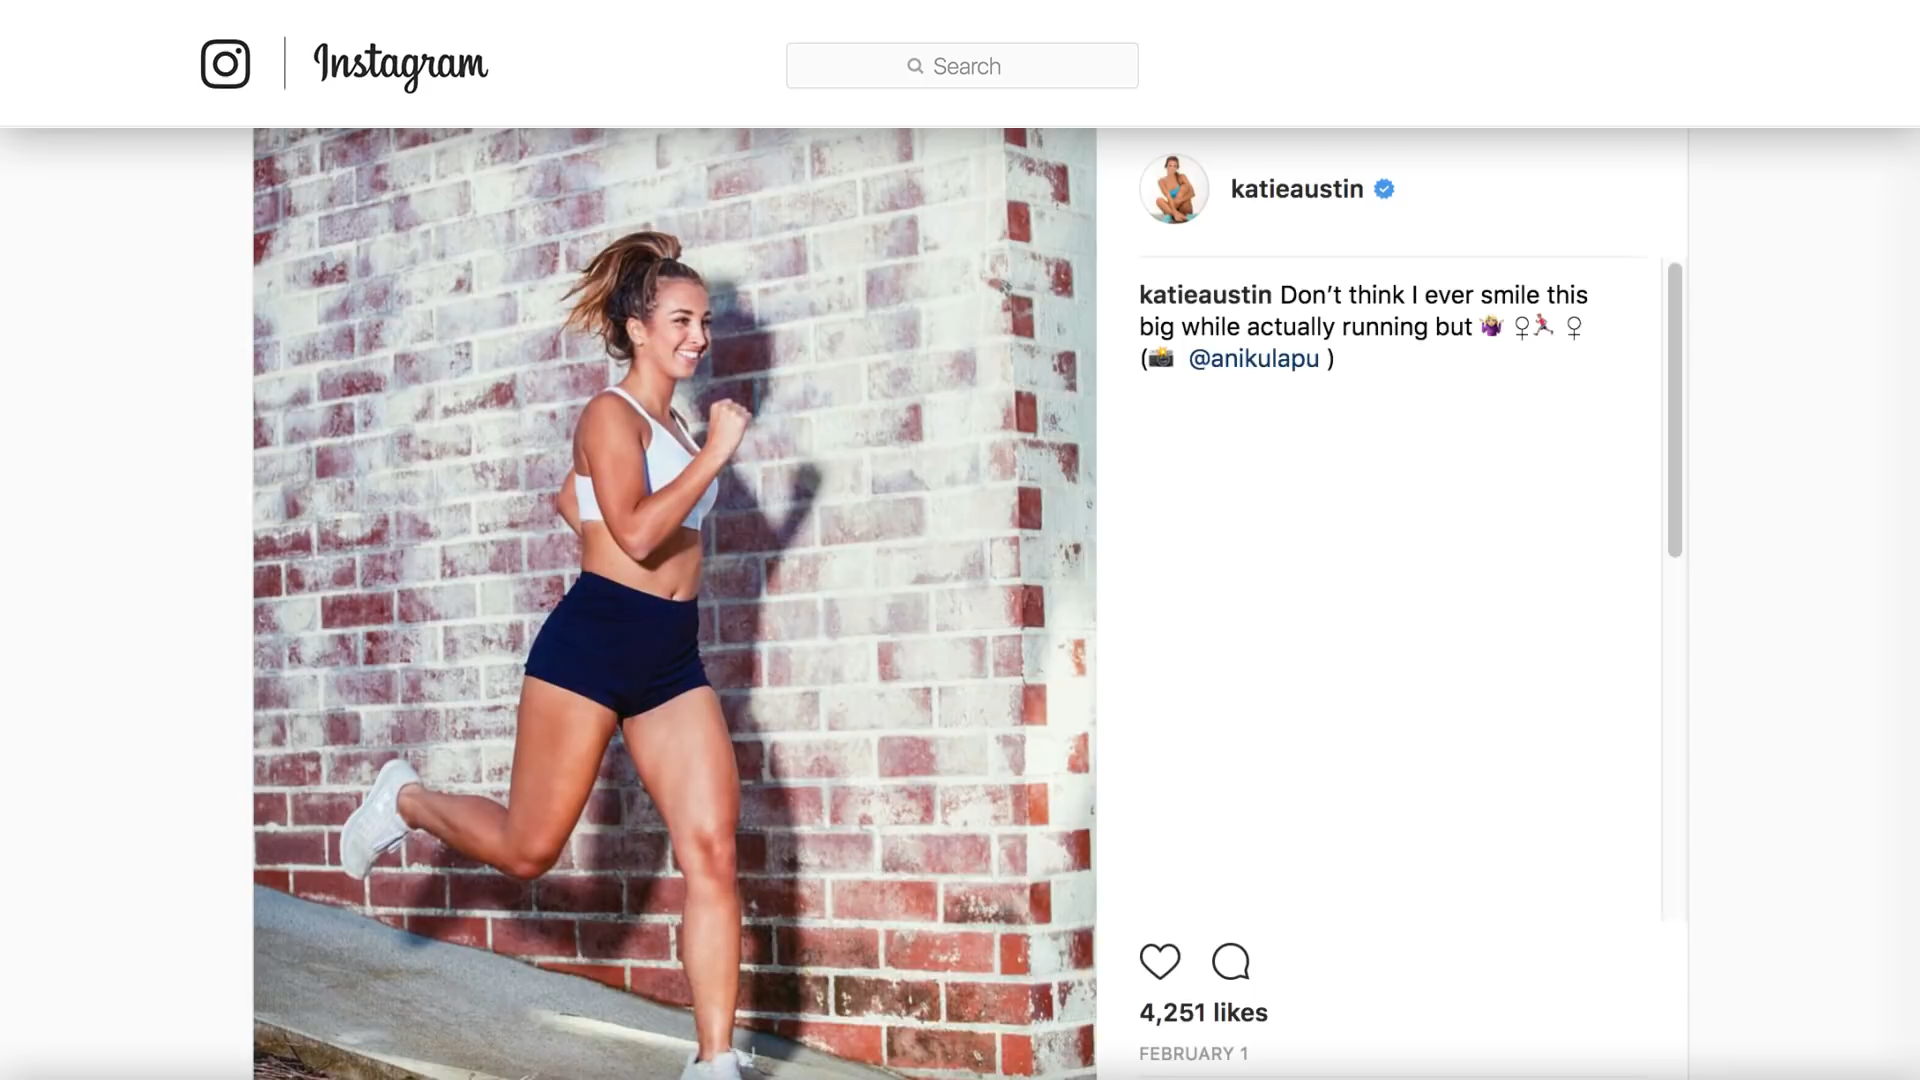 Instagram
Search
katieaustin
katieaustin Don’t think I ever smile this
big while actually running but 🤷🏼 ♀🏃🏻 ♀
(📸 @anikulapu )
4,251 likes
FEBRUARY 1